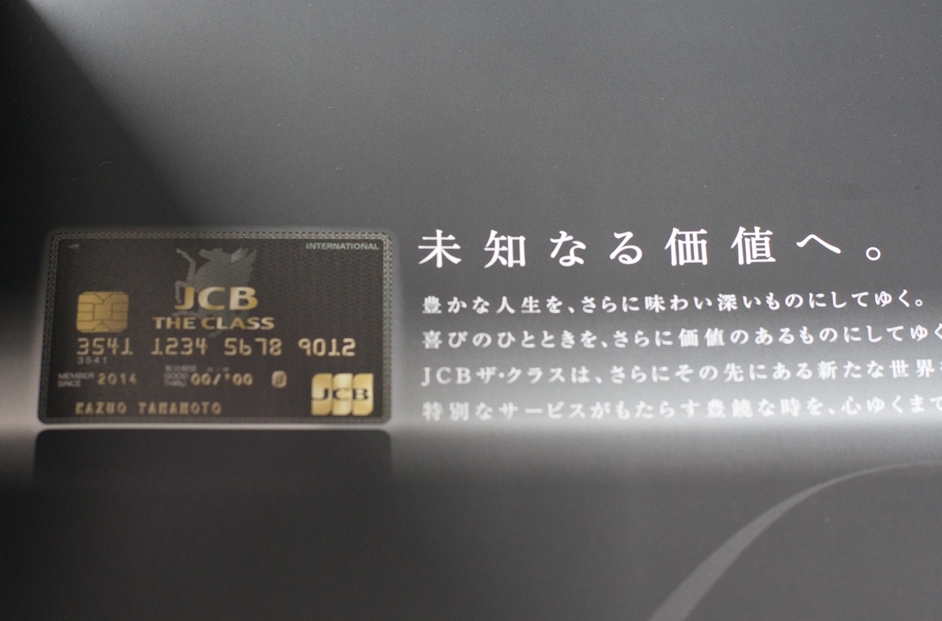 INTERNATIONAL
JCB
THE CLASS
3541 1234 5678 9012
3541
MEMBER SINCE 2014
GOOD THRU 00/00
KAZUO YAMAMOTO
JCB
未知なる価値へ。
豊かな人生を、さらに味わい深いものにしてゆく。
喜びのひとときを、さらに価値のあるものにしてゆく
JCBザ・クラスは、さらにその先にある新たな世界
特別なサービスがもたらす豊饒な時を、心ゆくまで